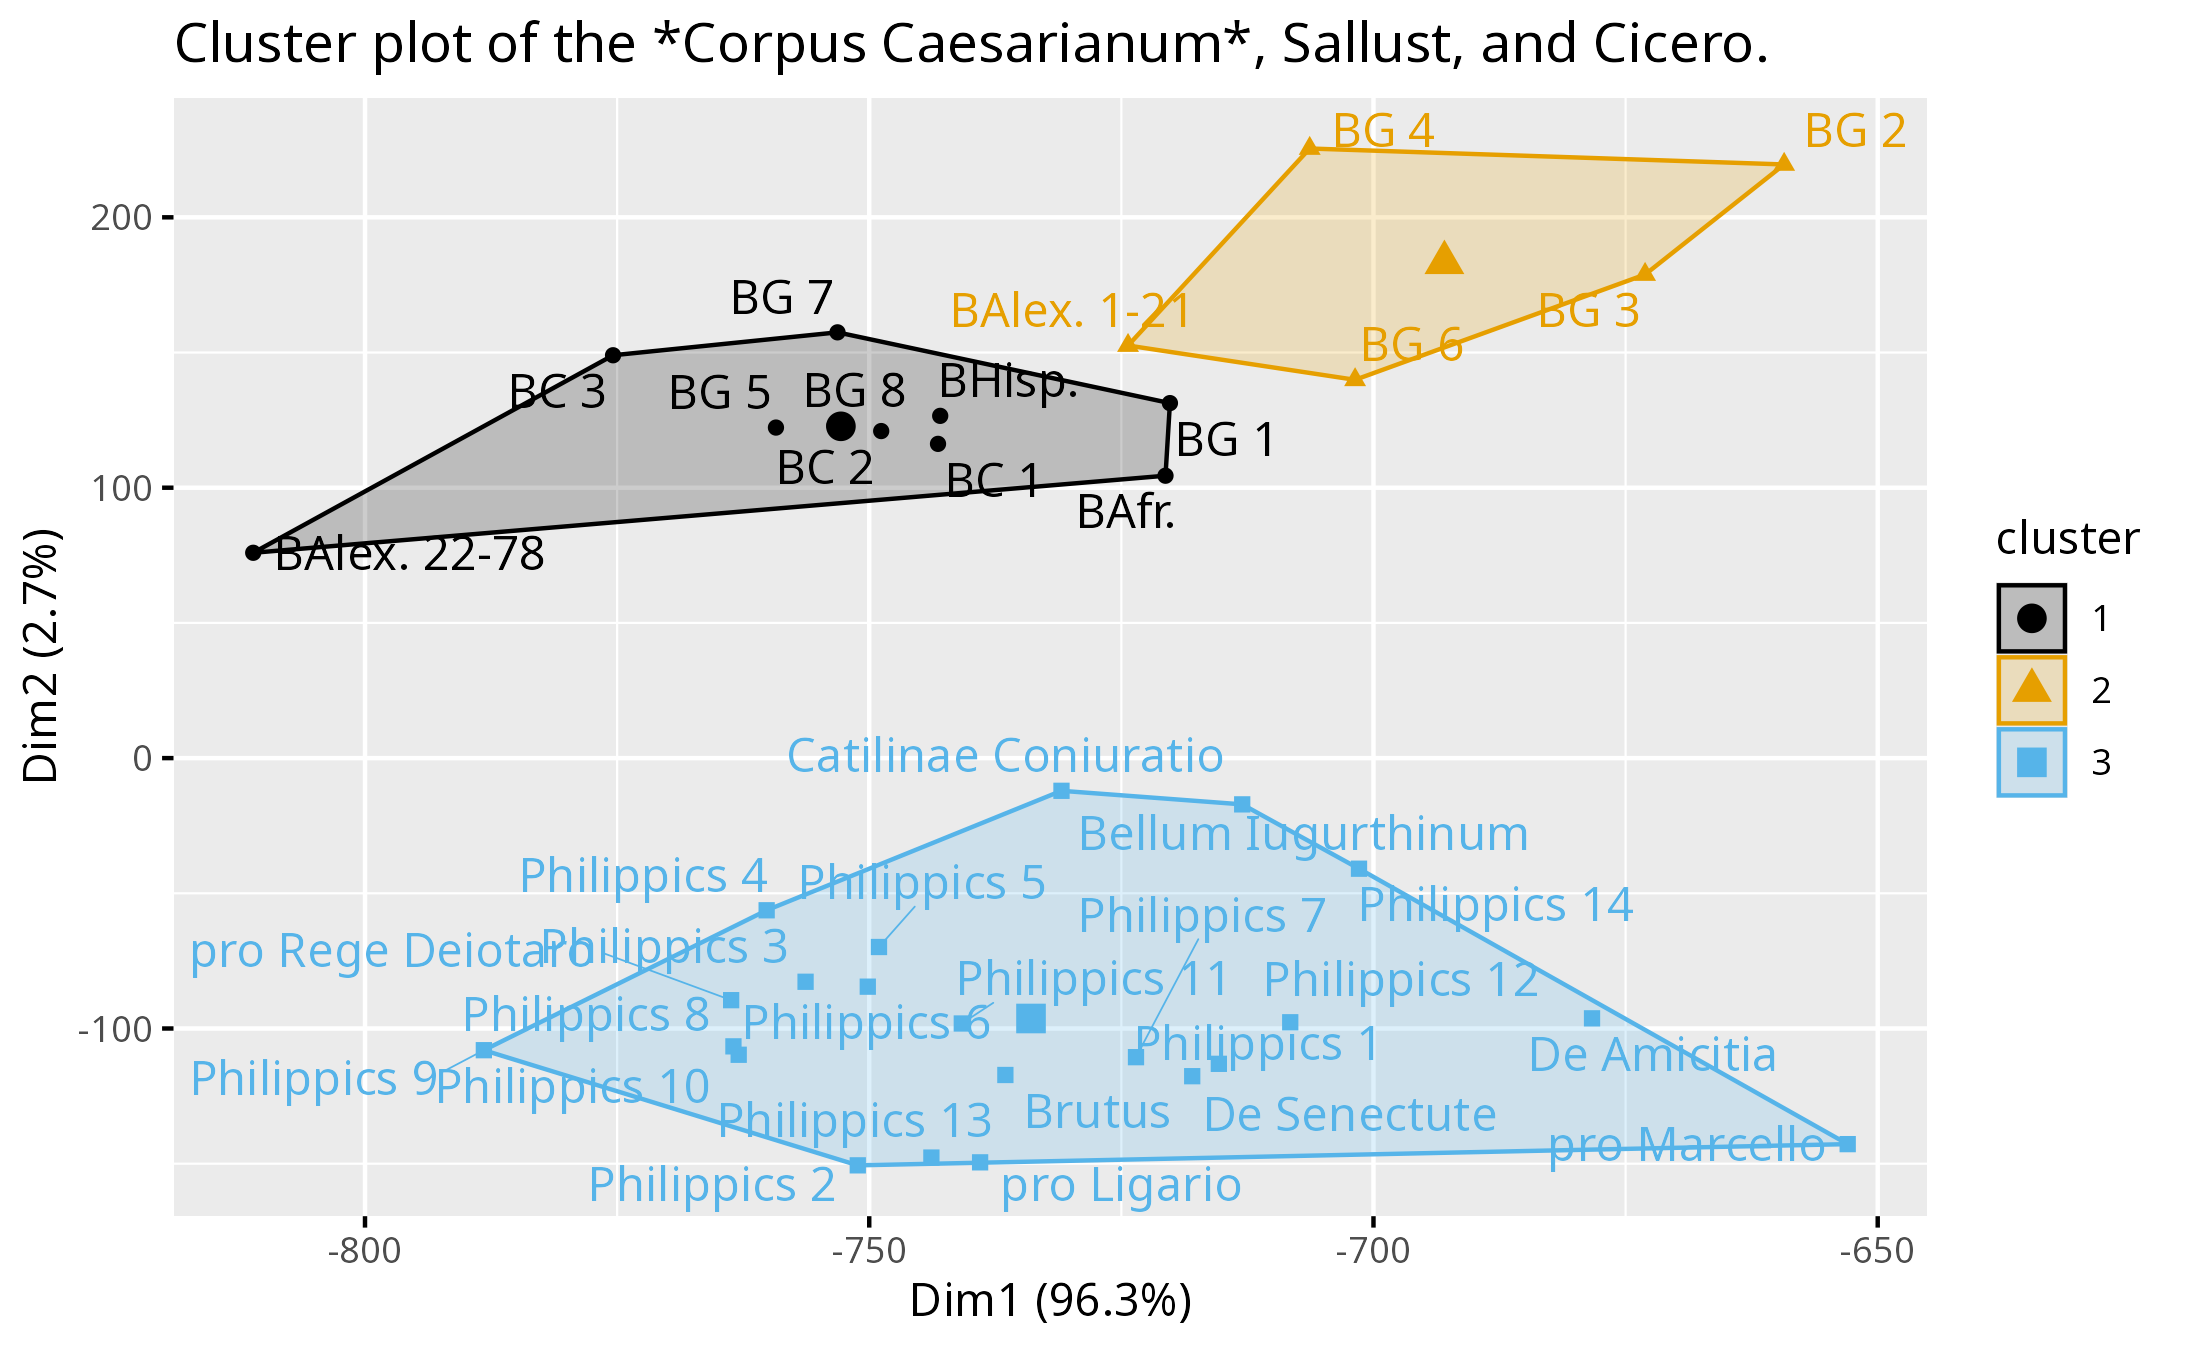 Cluster plot of the *Corpus Caesarianum*, Sallust, and Cicero.
BG 4
BG 2
200
BG 7
BAlex. 1-21
BG 3
BG 6
BC 3
BG 5
BG 8
BHisp.
BG 1
BC 2
BC 1
100
BAfr.
BAlex. 22-78
Dim2 (2.7%)
cluster
1
2
3
0
Catilinae Coniuratio
Bellum Iugurthinum
Philippics 4
Philippics 5
Philippics 14
Philippics 7
pro Rege Deiotaro
Philippics 3
Philippics 11
Philippics 12
Philippics 8
Philippics 6
-100
Philippics 1
De Amicitia
Philippics 9
Philippics 10
Philippics 13
Brutus
De Senectute
pro Marcello
Philippics 2
pro Ligario
-800
-750
-700
-650
Dim1 (96.3%)